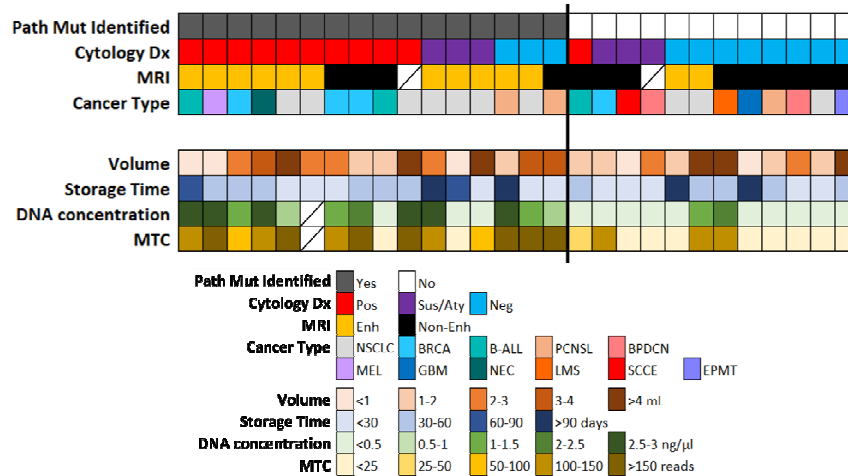 Path Mut Identified
Cytology Dx
MRI
Cancer Type
Volume
Storage Time
DNA concentration
MTC
Path Mut Identified Yes No
Cytology Dx Pos Sus/Aty Neg
MRI Enh Non-Enh
Cancer Type NSCLC BRCA B-ALL PCNSL BPDCN
MEL GBM NEC LMS SCCE EPMT
Volume <1 1-2 2-3 3-4 >4 ml
Storage Time <30 30-60 60-90 >90 days
DNA concentration <0.5 0.5-1 1-1.5 2-2.5 2.5-3 ng/µl
MTC <25 25-50 50-100 100-150 >150 reads